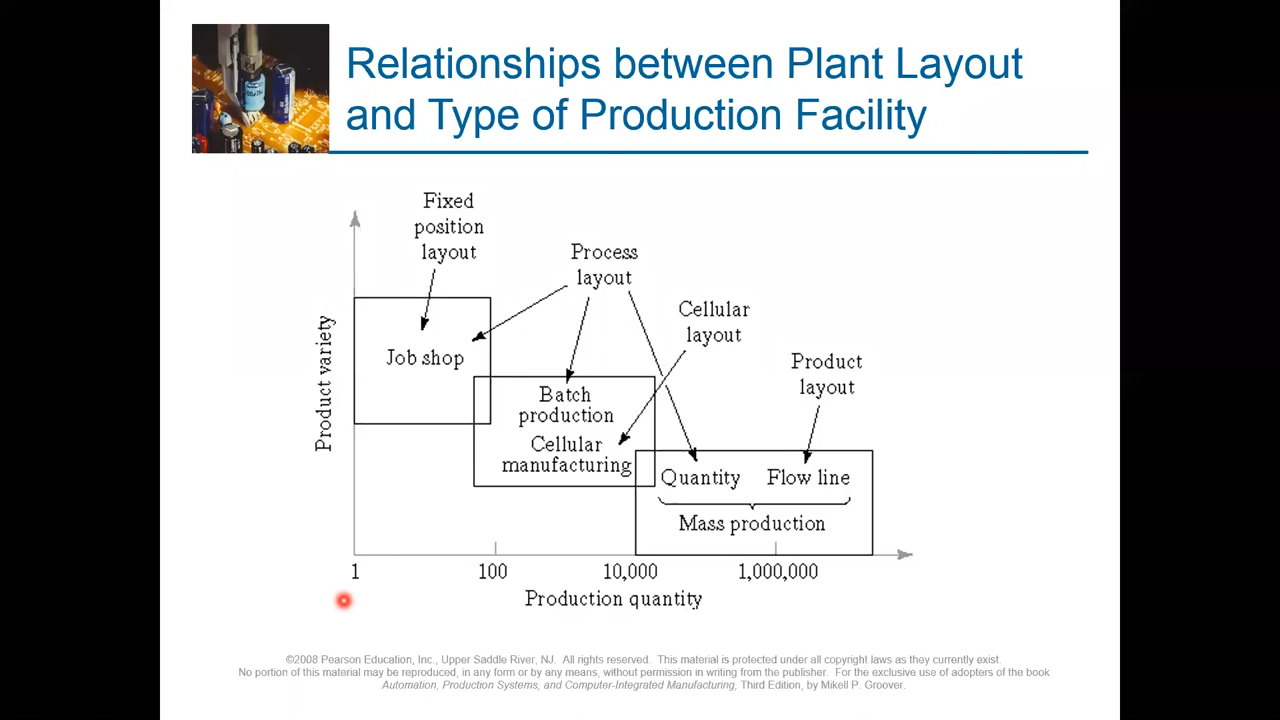 Relationships between Plant Layout
and Type of Production Facility
Fixed
position
layout
Process
layout
Cellular
layout
Product
layout
Product variety
Job shop
Batch
production
Cellular
manufacturing
Quantity
Flow line
Mass production
1
100
10,000
1,000,000
Production quantity
©2008 Pearson Education, Inc., Upper Saddle River, NJ. All rights reserved. This material is protected under all copyright laws as they currently exist.
No portion of this material may be reproduced, in any form or by any means, without permission in writing from the publisher. For the exclusive use of adopters of the book
Automation, Production Systems, and Computer-Integrated Manufacturing, Third Edition, by Mikell P. Groover.